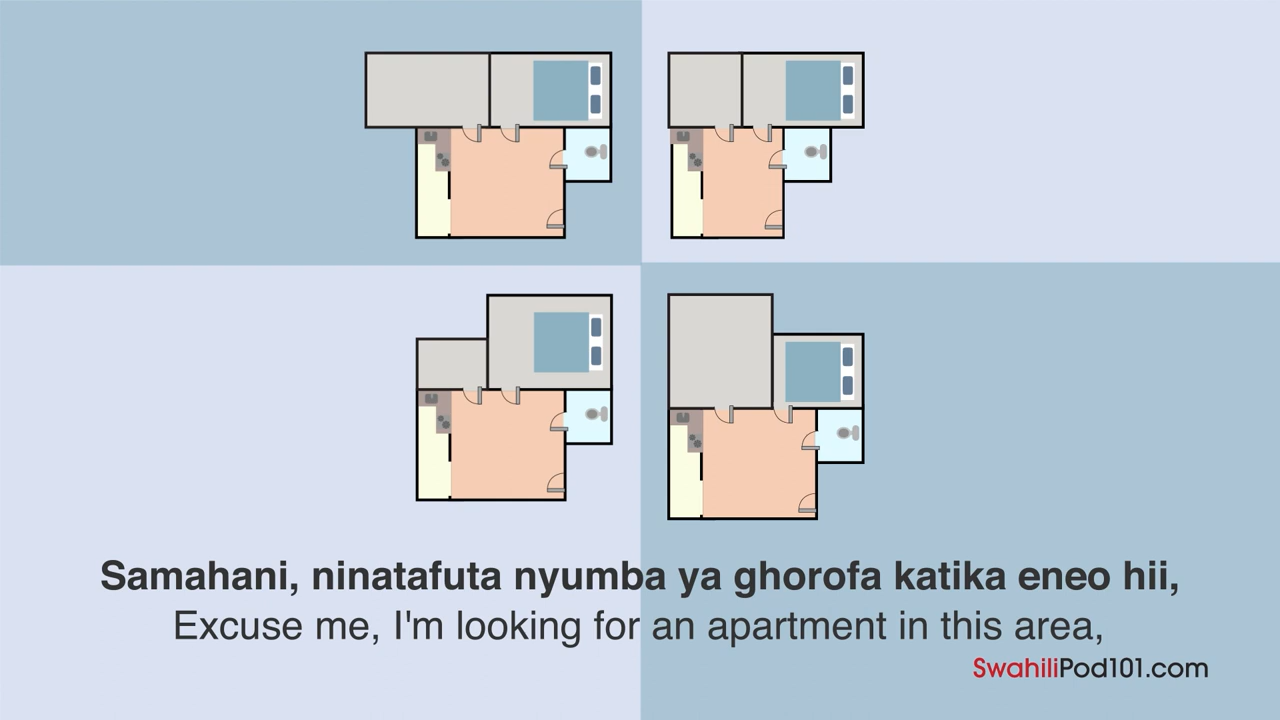 Samahani, ninatafuta nyumba ya ghorofa katika eneo hii,
Excuse me, I'm looking for an apartment in this area,
SwahiliPod101.com